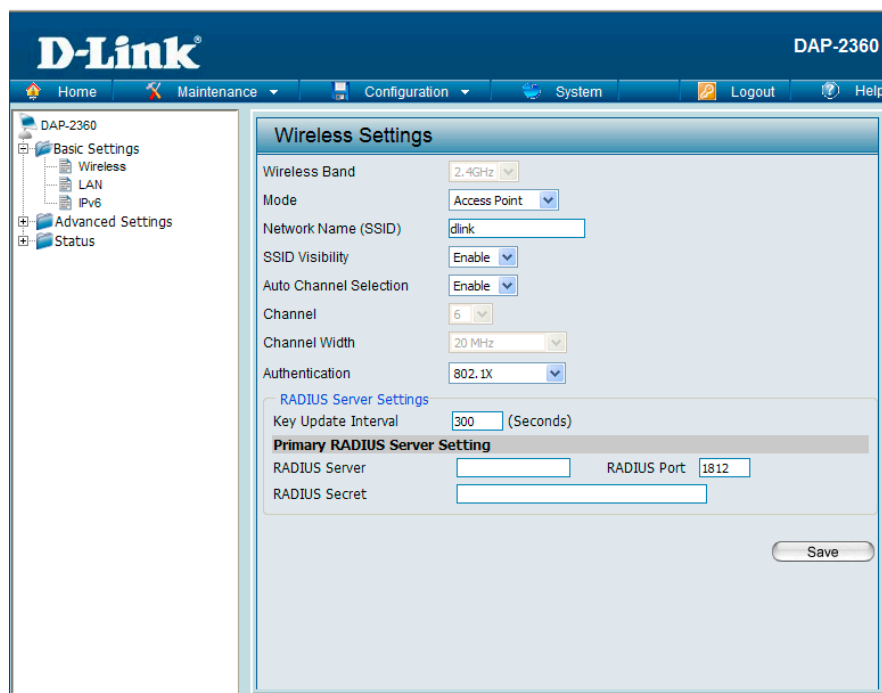 D-Link®
DAP-2360
Home Maintenance Configuration System Logout Help
DAP-2360
Basic Settings
Wireless
LAN
IPv6
Advanced Settings
Status
Wireless Settings
Wireless Band 2.4GHz
Mode Access Point
Network Name (SSID) dlink
SSID Visibility Enable
Auto Channel Selection Enable
Channel 6
Channel Width 20 MHz
Authentication 802.1X
RADIUS Server Settings
Key Update Interval 300 (Seconds)
Primary RADIUS Server Setting
RADIUS Server RADIUS Port 1812
RADIUS Secret
Save